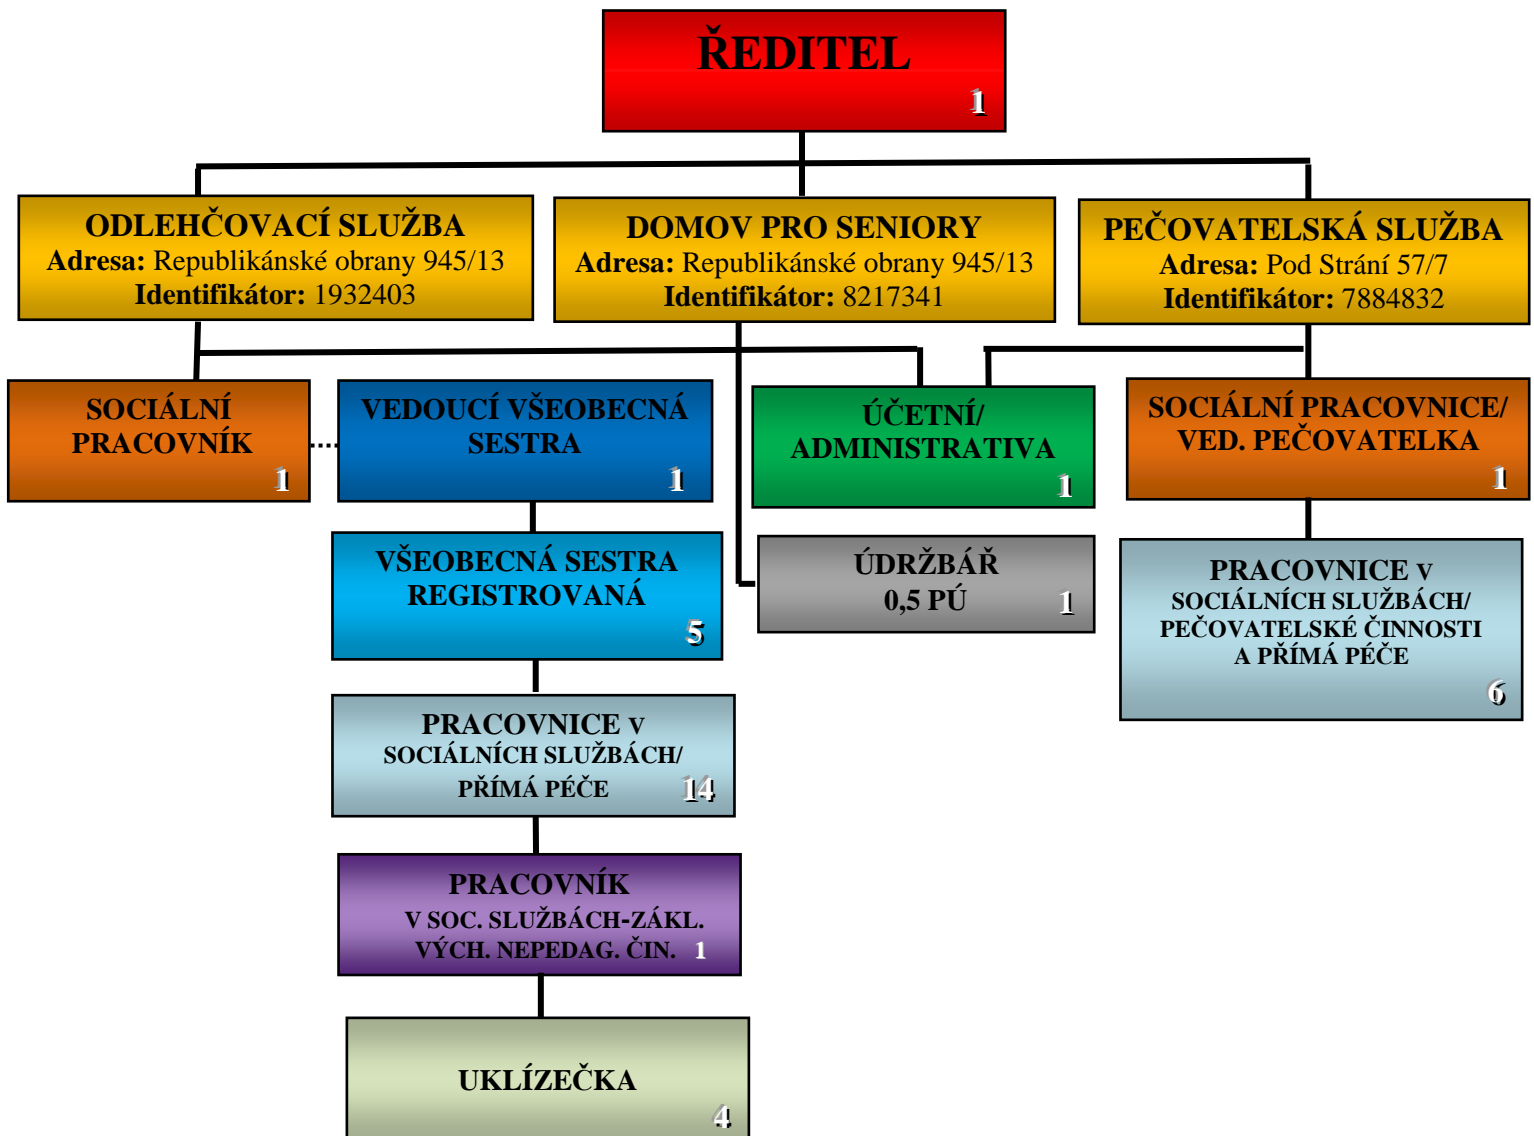 ŘEDITEL
1
ODLEHČOVACÍ SLUŽBA
Adresa: Republikánské obrany 945/13
Identifikátor: 1932403
DOMOV PRO SENIORY
Adresa: Republikánské obrany 945/13
Identifikátor: 8217341
PEČOVATELSKÁ SLUŽBA
Adresa: Pod Strání 57/7
Identifikátor: 7884832
SOCIÁLNÍ
PRACOVNÍK
1
VEDOUCÍ VŠEOBECNÁ
SESTRA
1
ÚČETNÍ/
ADMINISTRATIVA
1
SOCIÁLNÍ PRACOVNICE/
VED. PEČOVATELKA
1
VŠEOBECNÁ SESTRA
REGISTROVANÁ
5
ÚDRŽBÁŘ
0,5 PÚ
1
PRACOVNICE V
SOCIÁLNÍCH SLUŽBÁCH/
PEČOVATELSKÉ ČINNOSTI
A PŘÍMÁ PÉČE
6
PRACOVNICE V
SOCIÁLNÍCH SLUŽBÁCH/
PŘÍMÁ PÉČE 14
PRACOVNÍK
V SOC. SLUŽBÁCH-ZÁKL.
VÝCH. NEPEDAG. ČIN. 1
UKLÍZEČKA
4